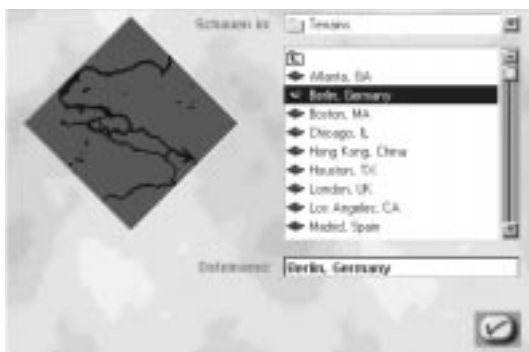 Schauen in: Terrains
Atlanta, GA
Berlin, Germany
Boston, MA
Chicago, IL
Hong Kong, China
Houston, TX
London, UK
Los Angeles, CA
Madrid, Spain
Dateiname: Berlin, Germany